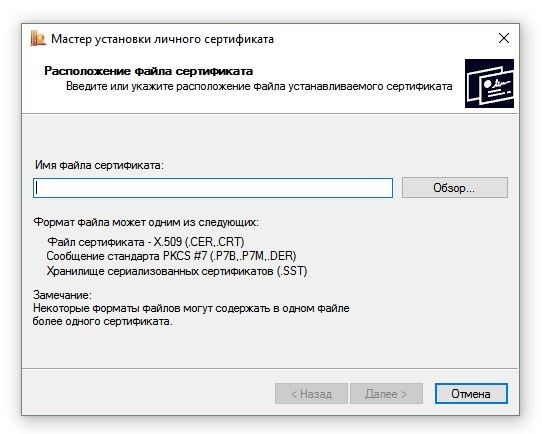 Мастер установки личного сертификата
Расположение файла сертификата
Введите или укажите расположение файла устанавливаемого сертификата
Имя файла сертификата:
Обзор...
Формат файла может одним из следующих:
Файл сертификата - X.509 (.CER,.CRT)
Сообщение стандарта PKCS #7 (.P7B,.P7M,.DER)
Хранилище сериализованных сертификатов (.SST)
Замечание:
Некоторые форматы файлов могут содержать в одном файле
более одного сертификата.
< Назад Далее > Отмена